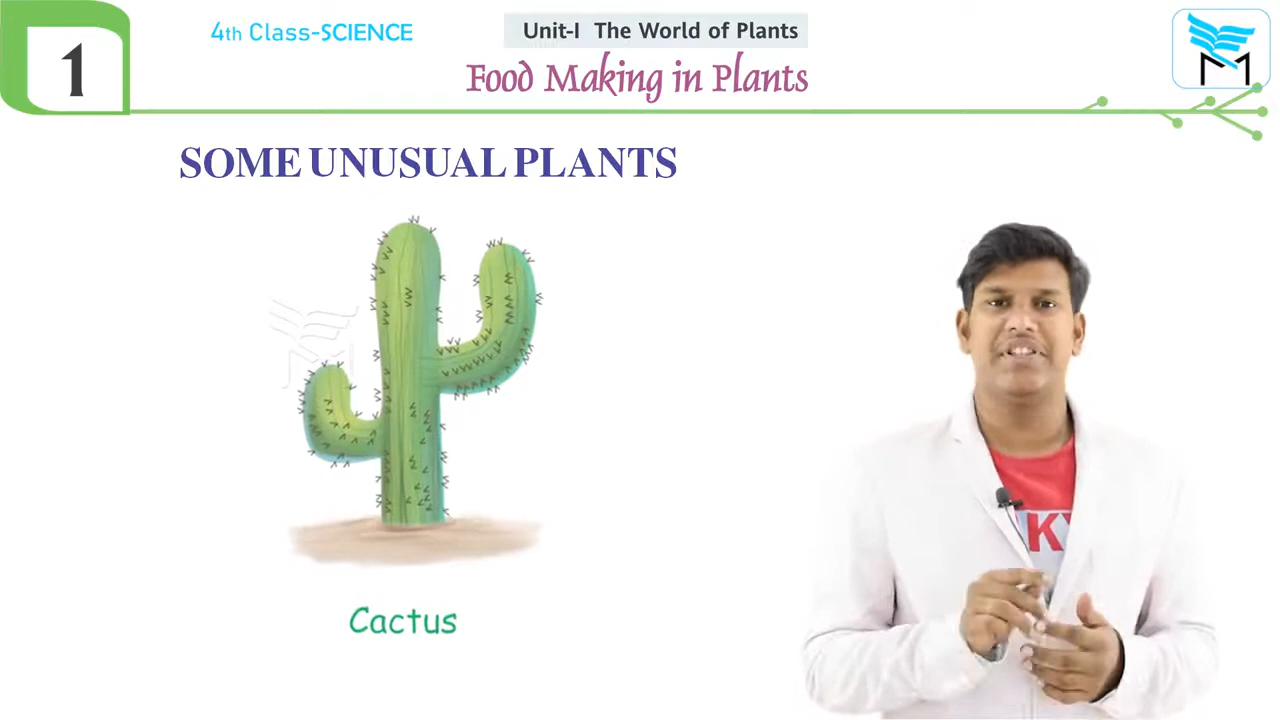 1
4th Class-SCIENCE
Unit-I The World of Plants
Food Making in Plants
M
SOME UNUSUAL PLANTS
Cactus